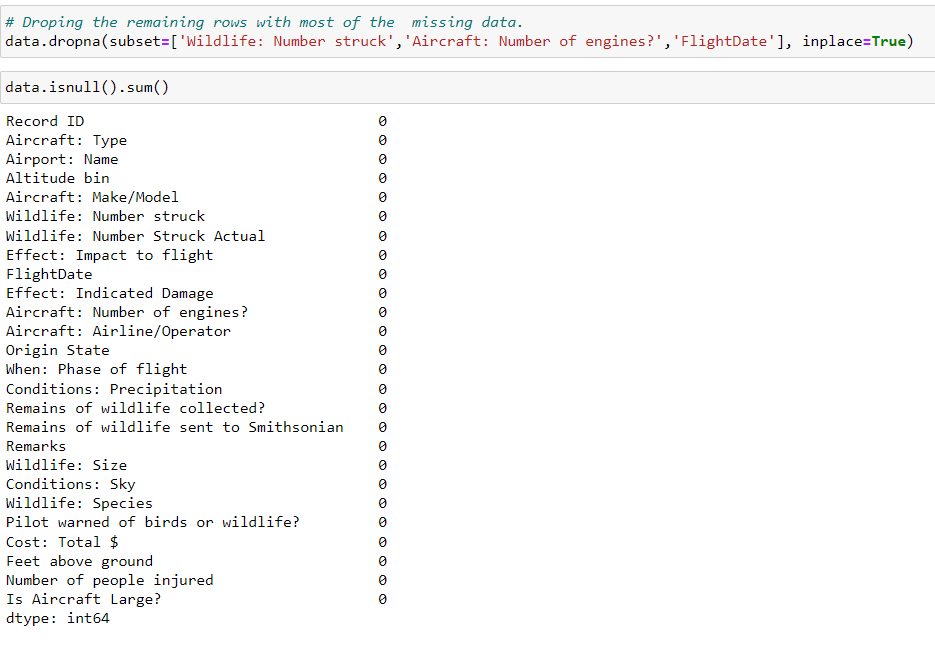 # Droping the remaining rows with most of the  missing data.
data.dropna(subset=['Wildlife: Number struck','Aircraft: Number of engines?','FlightDate'], inplace=True)
data.isnull().sum()
Record ID                                  0
Aircraft: Type                             0
Airport: Name                              0
Altitude bin                               0
Aircraft: Make/Model                       0
Wildlife: Number struck                    0
Wildlife: Number Struck Actual             0
Effect: Impact to flight                   0
FlightDate                                 0
Effect: Indicated Damage                   0
Aircraft: Number of engines?               0
Aircraft: Airline/Operator                 0
Origin State                               0
When: Phase of flight                      0
Conditions: Precipitation                  0
Remains of wildlife collected?             0
Remains of wildlife sent to Smithsonian    0
Remarks                                    0
Wildlife: Size                             0
Conditions: Sky                            0
Wildlife: Species                          0
Pilot warned of birds or wildlife?         0
Cost: Total $                              0
Feet above ground                          0
Number of people injured                   0
Is Aircraft Large?                         0
dtype: int64